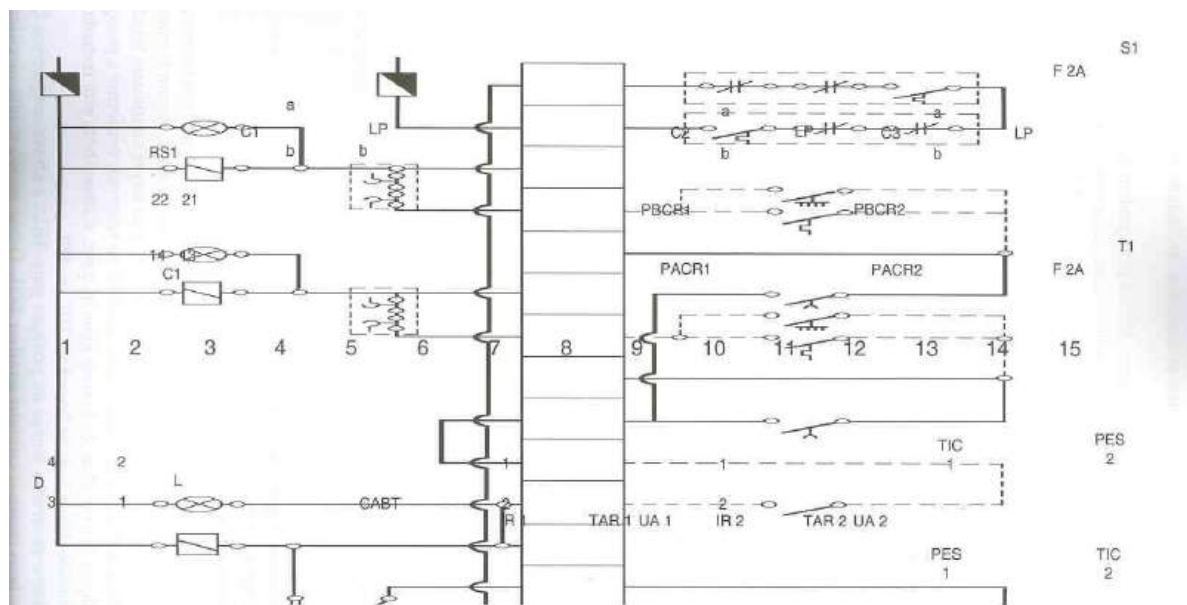 S1
F 2A
a
C1 LP C2 a LP C3 a LP
RS1 b b b b
22 21
PBCR1 PBCR2
14 13
T1
C1 PACR1 PACR2 F 2A
1 2 3 4 5 6 7 8 9 10 11 12 13 14 15
TIC PES
4 2 1 1 1 2
D L
3 1 CABT 2 2
R 1 TAR 1 UA 1 IR 2 TAR 2 UA 2
PES TIC
1 2